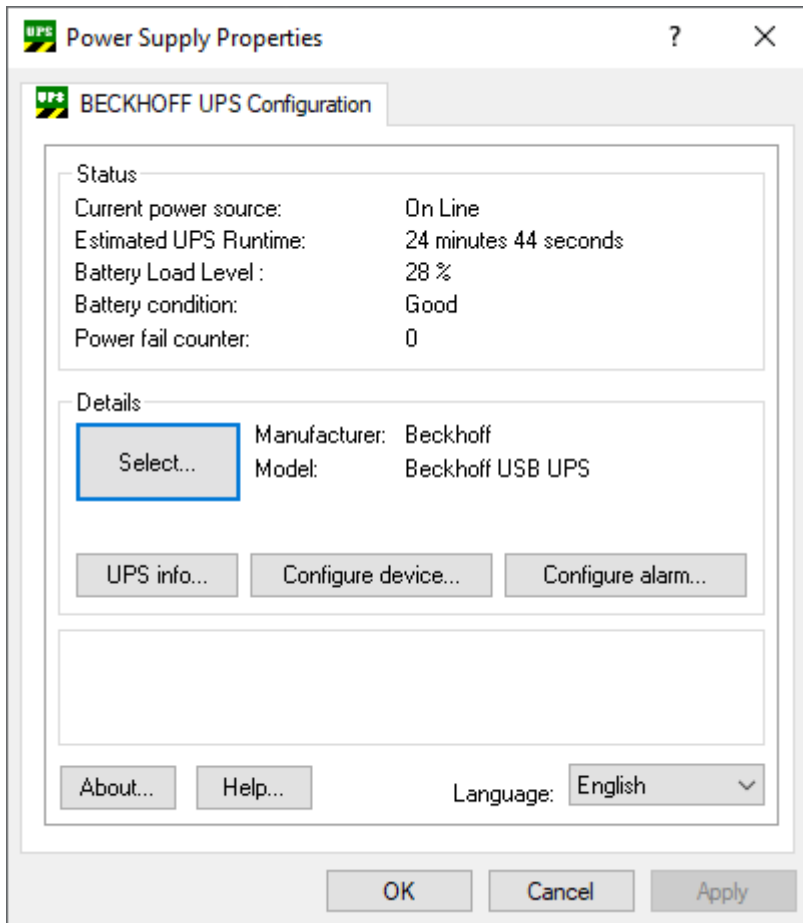 UPS Power Supply Properties ? 
UPS BECKHOFF UPS Configuration
Status
Current power source: On Line
Estimated UPS Runtime: 24 minutes 44 seconds
Battery Load Level : 28 %
Battery condition: Good
Power fail counter: 0
Details
Select...
Manufacturer: Beckhoff
Model: Beckhoff USB UPS
UPS info... Configure device... Configure alarm...
About... Help... Language: English
OK Cancel Apply